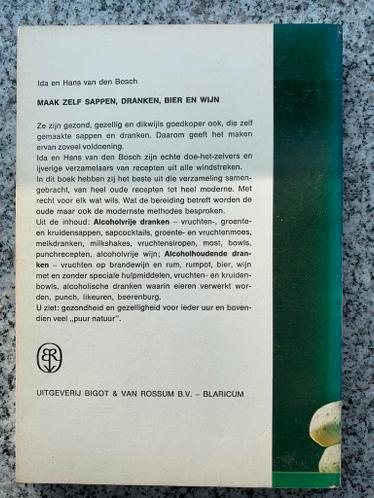 Ida en Hans van den Bosch
MAAK ZELF SAPPEN, DRANKEN, BIER EN WIJN
Ze zijn gezond, gezellig en dikwijls goedkoper ook, die zelf
gemaakte sappen en dranken. Daarom geeft het maken
ervan zoveel voldoening.
Ida en Hans van den Bosch zijn echte doe-het-zelvers en
ijverige verzamelaars van recepten uit alle windstreken.
In dit boek hebben zij het beste uit die verzameling samen-
gebracht, van heel oude recepten tot heel moderne. Met
recht voor elk wat wils. Wat de bereiding betreft worden de
oude maar ook de modernste methodes besproken.
Uit de inhoud: Alcoholvrije dranken – vruchten-, groente-
en kruidensappen, sapcocktails, groente- en vruchtenmoes,
melkdranken, milkshakes, vruchtensiropen, most, bowls,
punchrecepten, alcoholvrije wijn; Alcoholhoudende dran-
ken – vruchten op brandewijn en rum, rumpot, bier, wijn
met en zonder speciale hulpmiddelen, vruchten- en kruiden-
bowls, alcoholische dranken waarin eieren verwerkt wor-
den, punch, likeuren, beerenburg.
U ziet: gezondheid en gezelligheid voor ieder uur en boven-
dien veel „puur natuur”.
BR
UITGEVERIJ BIGOT & VAN ROSSUM B.V. – BLARICUM